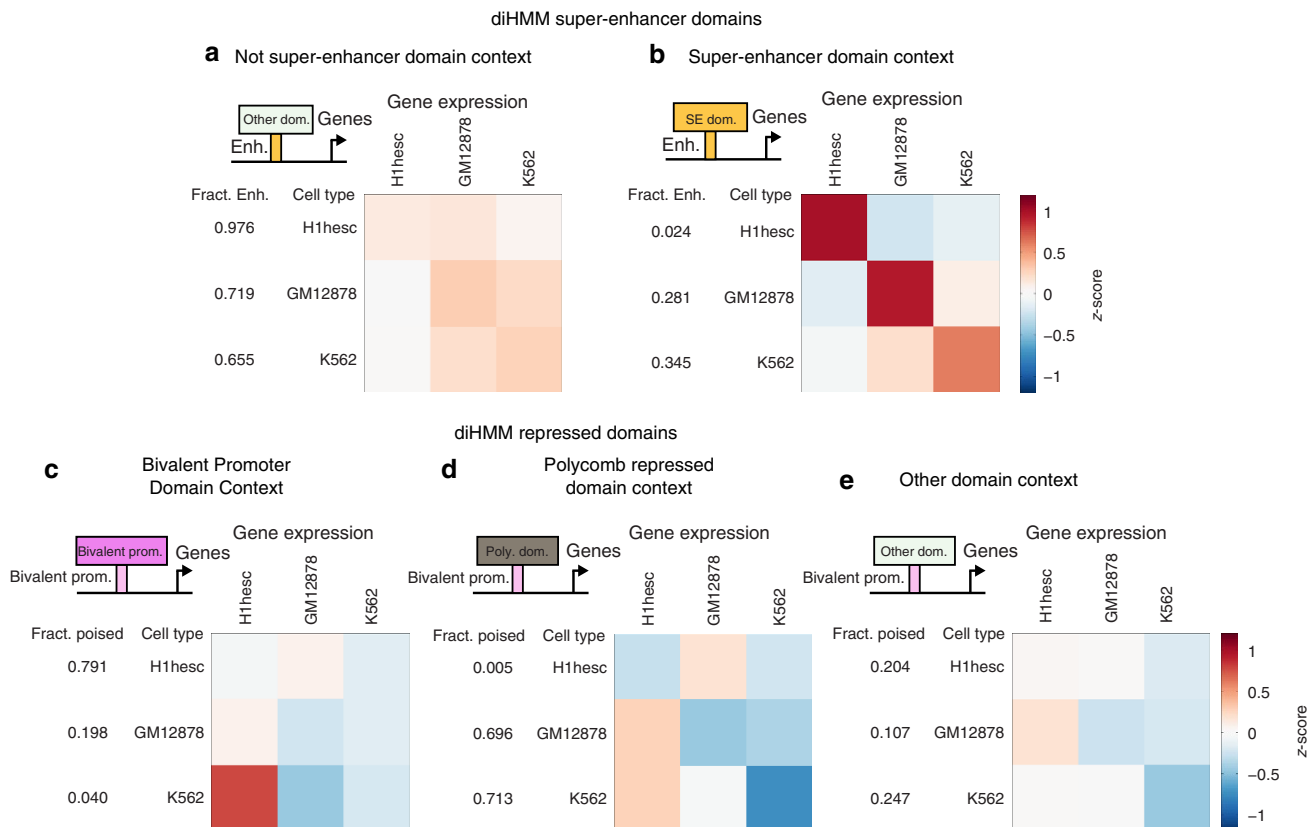 diHMM super-enhancer domains
a Not super-enhancer domain context
Other dom.
Genes
Enh.
Gene expression
H1hesc
GM12878
K562
Fract. Enh.
Cell type
0.976
H1hesc
0.719
GM12878
0.655
K562
b Super-enhancer domain context
SE dom.
Genes
Enh.
Gene expression
H1hesc
GM12878
K562
Fract. Enh.
Cell type
0.024
H1hesc
0.281
GM12878
0.345
K562
1
0.5
0
−0.5
−1
z-score
diHMM repressed domains
c Bivalent Promoter
Domain Context
Bivalent prom.
Genes
Bivalent prom.
Gene expression
H1hesc
GM12878
K562
Fract. poised
Cell type
0.791
H1hesc
0.198
GM12878
0.040
K562
d Polycomb repressed
domain context
Poly. dom.
Genes
Bivalent prom.
Gene expression
H1hesc
GM12878
K562
Fract. poised
Cell type
0.005
H1hesc
0.696
GM12878
0.713
K562
e Other domain context
Other dom.
Genes
Bivalent prom.
Gene expression
H1hesc
GM12878
K562
Fract. poised
Cell type
0.204
H1hesc
0.107
GM12878
0.247
K562
1
0.5
0
−0.5
−1
z-score